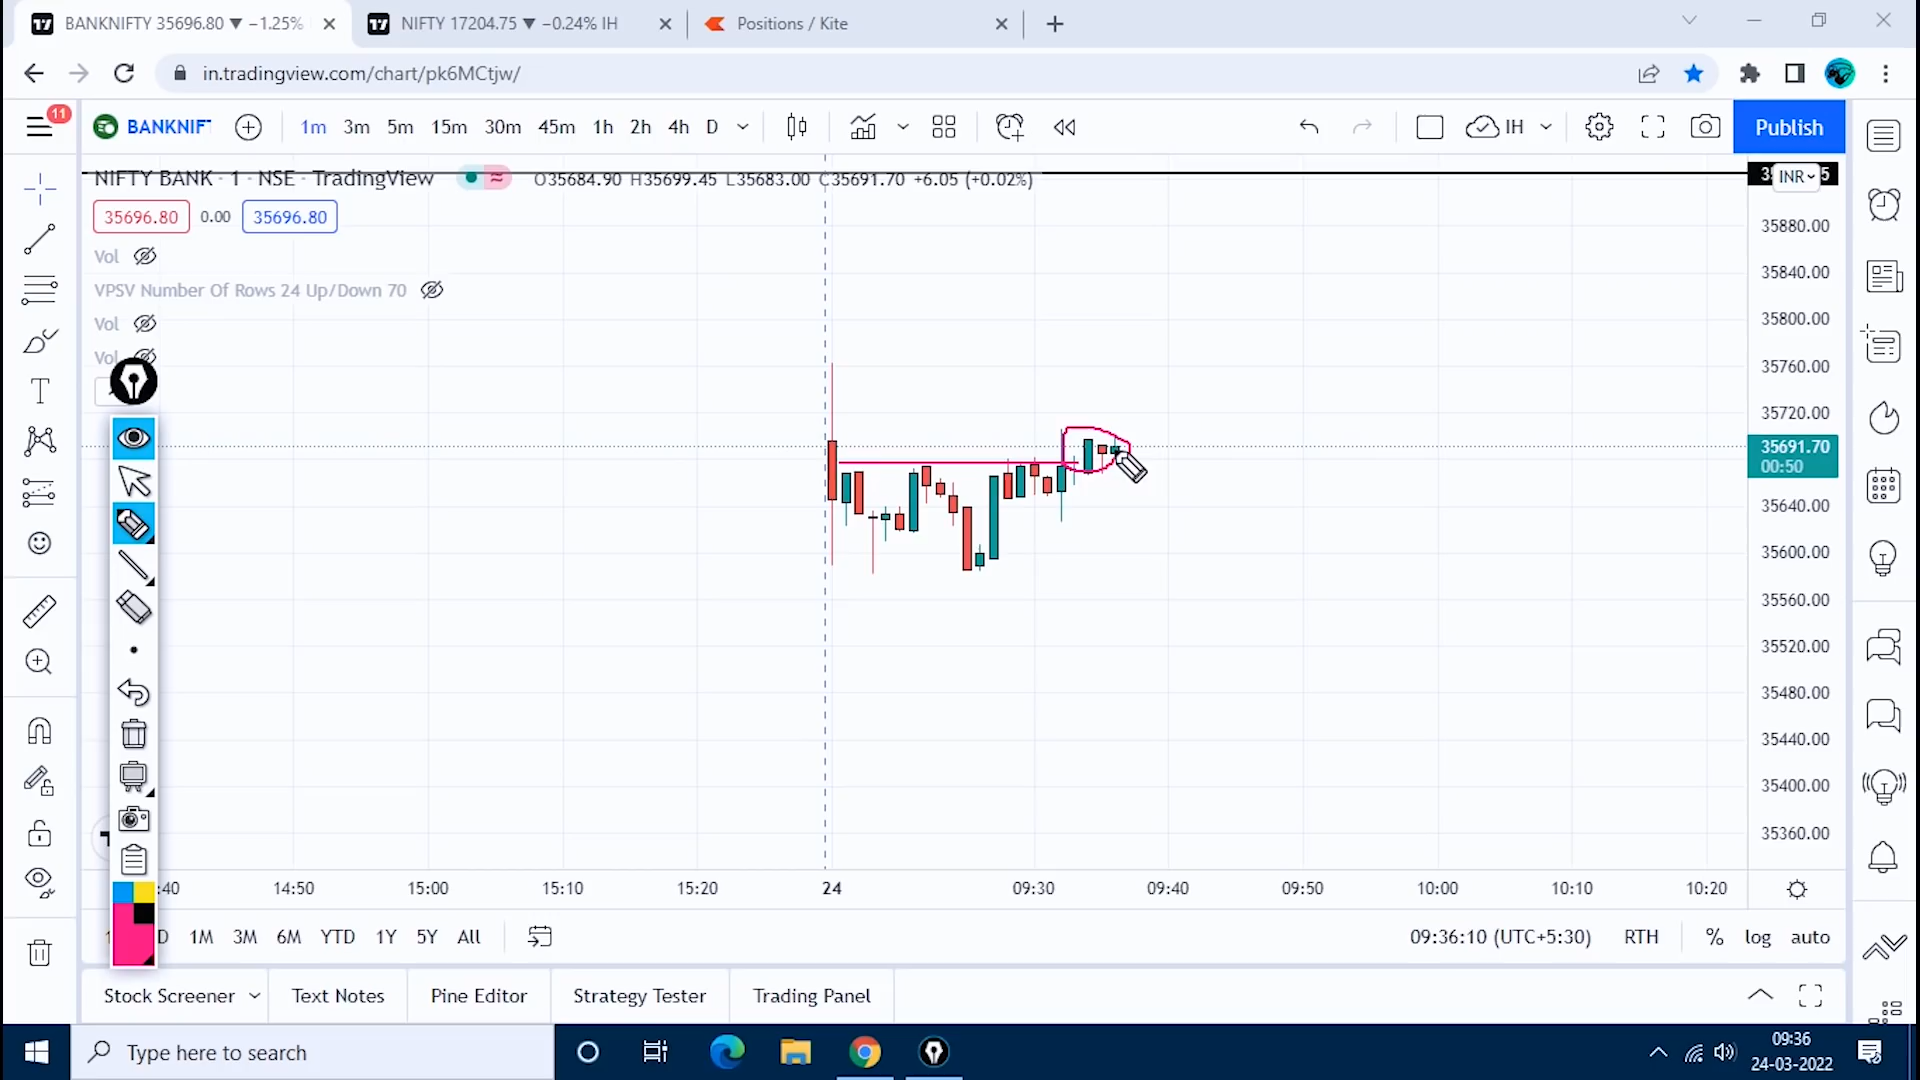 BANKNIFTY 35696.80 ▼ −1.25%
NIFTY 17204.75 ▼ −0.24% IH
Positions / Kite
in.tradingview.com/chart/pk6MCtjw/
11
BANKNIF
1m 3m 5m 15m 30m 45m 1h 2h 4h D
IH
Publish
NIFTY BANK · 1 · NSE · TradingView
O35684.90 H35699.45 L35683.00 C35691.70 +6.05 (+0.02%)
INR
35696.80 0.00 35696.80
Vol
VPSV Number Of Rows 24 Up/Down 70
Vol
Vol
35880.00
35840.00
35800.00
35760.00
35720.00
35691.70
00:50
35640.00
35600.00
35560.00
35520.00
35480.00
35440.00
35400.00
35360.00
:40 14:50 15:00 15:10 15:20 24 09:30 09:40 09:50 10:00 10:10 10:20
D 1M 3M 6M YTD 1Y 5Y All
09:36:10 (UTC+5:30) RTH % log auto
Stock Screener Text Notes Pine Editor Strategy Tester Trading Panel
Type here to search
09:36
24-03-2022